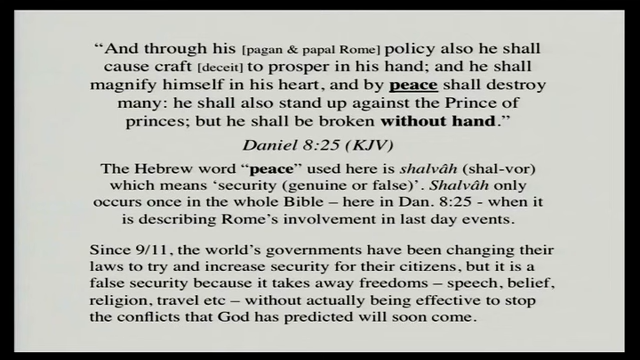 “And through his [pagan & papal Rome] policy also he shall
cause craft [deceit] to prosper in his hand; and he shall
magnify himself in his heart, and by peace shall destroy
many: he shall also stand up against the Prince of
princes; but he shall be broken without hand.”
Daniel 8:25 (KJV)
The Hebrew word “peace” used here is shalvâh (shal-vor)
which means ‘security (genuine or false)’. Shalvâh only
occurs once in the whole Bible – here in Dan. 8:25 - when it
is describing Rome’s involvement in last day events.
Since 9/11, the world’s governments have been changing their
laws to try and increase security for their citizens, but it is a
false security because it takes away freedoms – speech, belief,
religion, travel etc – without actually being effective to stop
the conflicts that God has predicted will soon come.